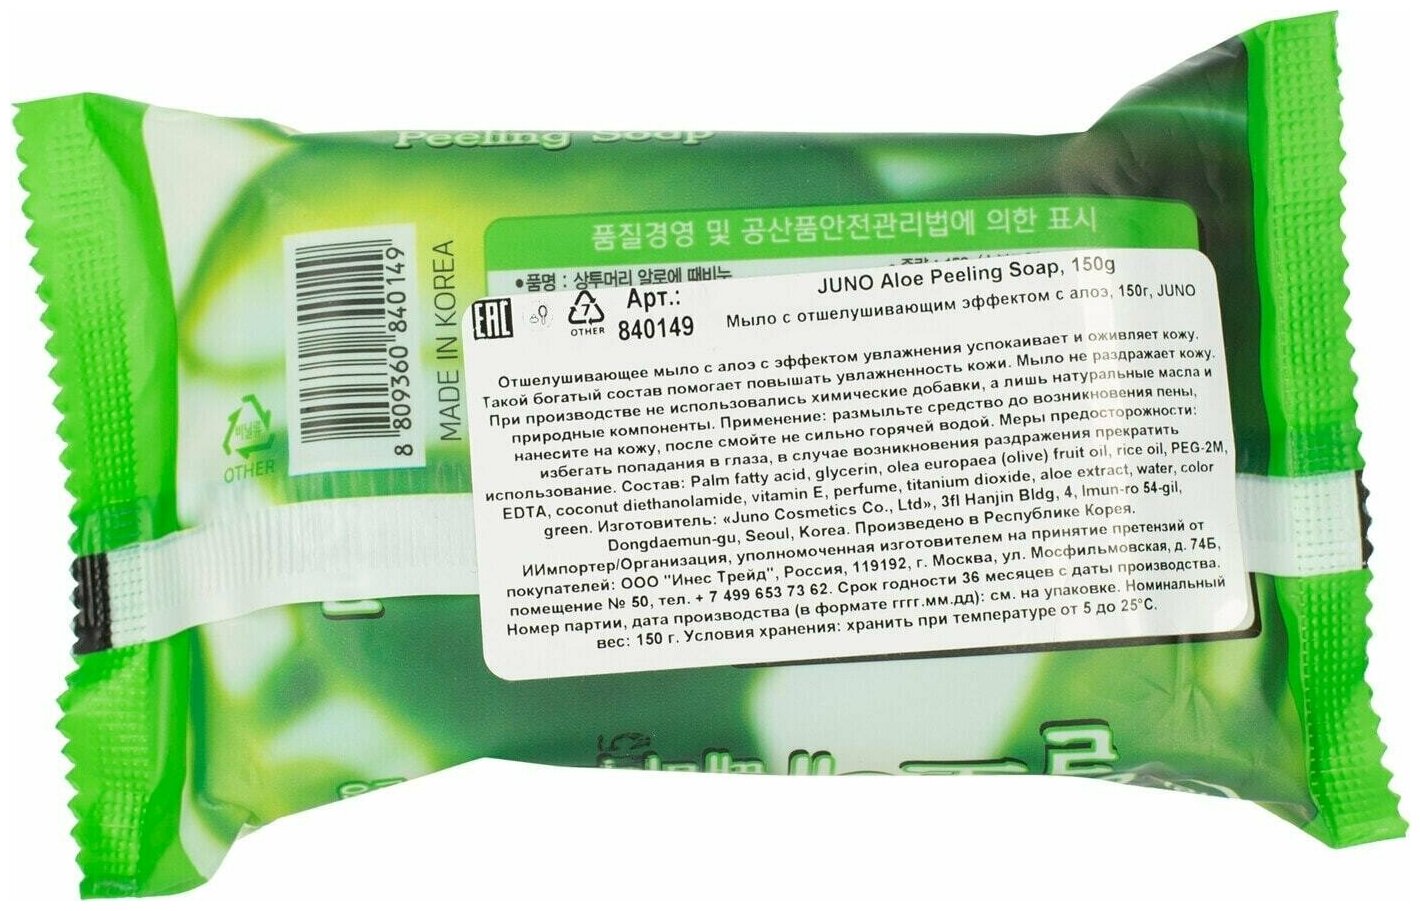 Peeling Soap
품질경영 및 공산품안전관리법에 의한 표시
•품명 : 상투머리 알로에 때비누
8 809360 840149
MADE IN KOREA
비닐류
OTHER
EAC
7
OTHER
Арт.:
840149
JUNO Aloe Peeling Soap, 150g
Мыло с отшелушивающим эффектом с алоэ, 150г, JUNO
Отшелушивающее мыло с алоэ с эффектом увлажнения успокаивает и оживляет кожу.
Такой богатый состав помогает повышать увлажненность кожи. Мыло не раздражает кожу.
При производстве не использовались химические добавки, а лишь натуральные масла и
природные компоненты. Применение: размыльте средство до возникновения пены,
нанесите на кожу, после смойте не сильно горячей водой. Меры предосторожности:
избегать попадания в глаза, в случае возникновения раздражения прекратить
использование. Состав: Palm fatty acid, glycerin, olea europaea (olive) fruit oil, rice oil, PEG-2M,
EDTA, coconut diethanolamide, vitamin E, perfume, titanium dioxide, aloe extract, water, color
green. Изготовитель: «Juno Cosmetics Co., Ltd», 3fl Hanjin Bldg, 4, Imun-ro 54-gil,
Dongdaemun-gu, Seoul, Korea. Произведено в Республике Корея.
ИИмпортер/Организация, уполномоченная изготовителем на принятие претензий от
покупателей: ООО "Инес Трейд", Россия, 119192, г. Москва, ул. Мосфильмовская, д. 74Б,
помещение № 50, тел. + 7 499 653 73 62. Срок годности 36 месяцев с даты производства.
Номер партии, дата производства (в формате гггг.мм.дд): см. на упаковке. Номинальный
вес: 150 г. Условия хранения: хранить при температуре от 5 до 25°С.